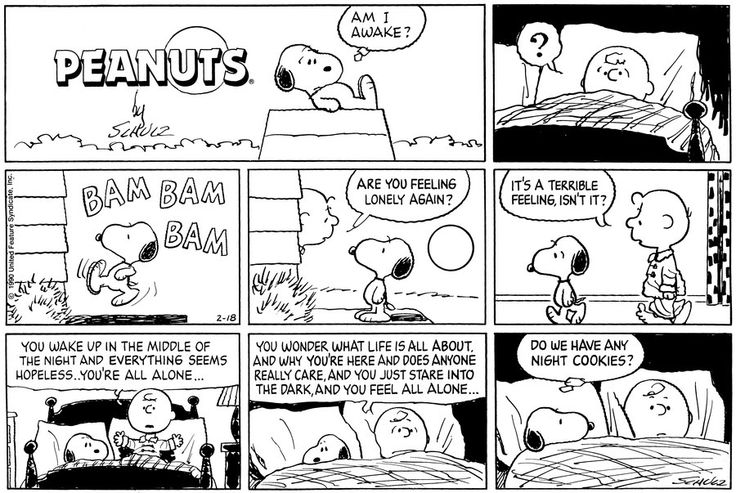 PEANUTS®
by
SCHULZ
AM I
AWAKE?
?
BAM BAM
BAM
© 1990 United Feature Syndicate, Inc.
2-18
ARE YOU FEELING
LONELY AGAIN?
IT'S A TERRIBLE
FEELING, ISN'T IT?
YOU WAKE UP IN THE MIDDLE OF
THE NIGHT AND EVERYTHING SEEMS
HOPELESS..YOU'RE ALL ALONE...
YOU WONDER WHAT LIFE IS ALL ABOUT,
AND WHY YOU'RE HERE AND DOES ANYONE
REALLY CARE, AND YOU JUST STARE INTO
THE DARK, AND YOU FEEL ALL ALONE...
DO WE HAVE ANY
NIGHT COOKIES?
SCHULZ